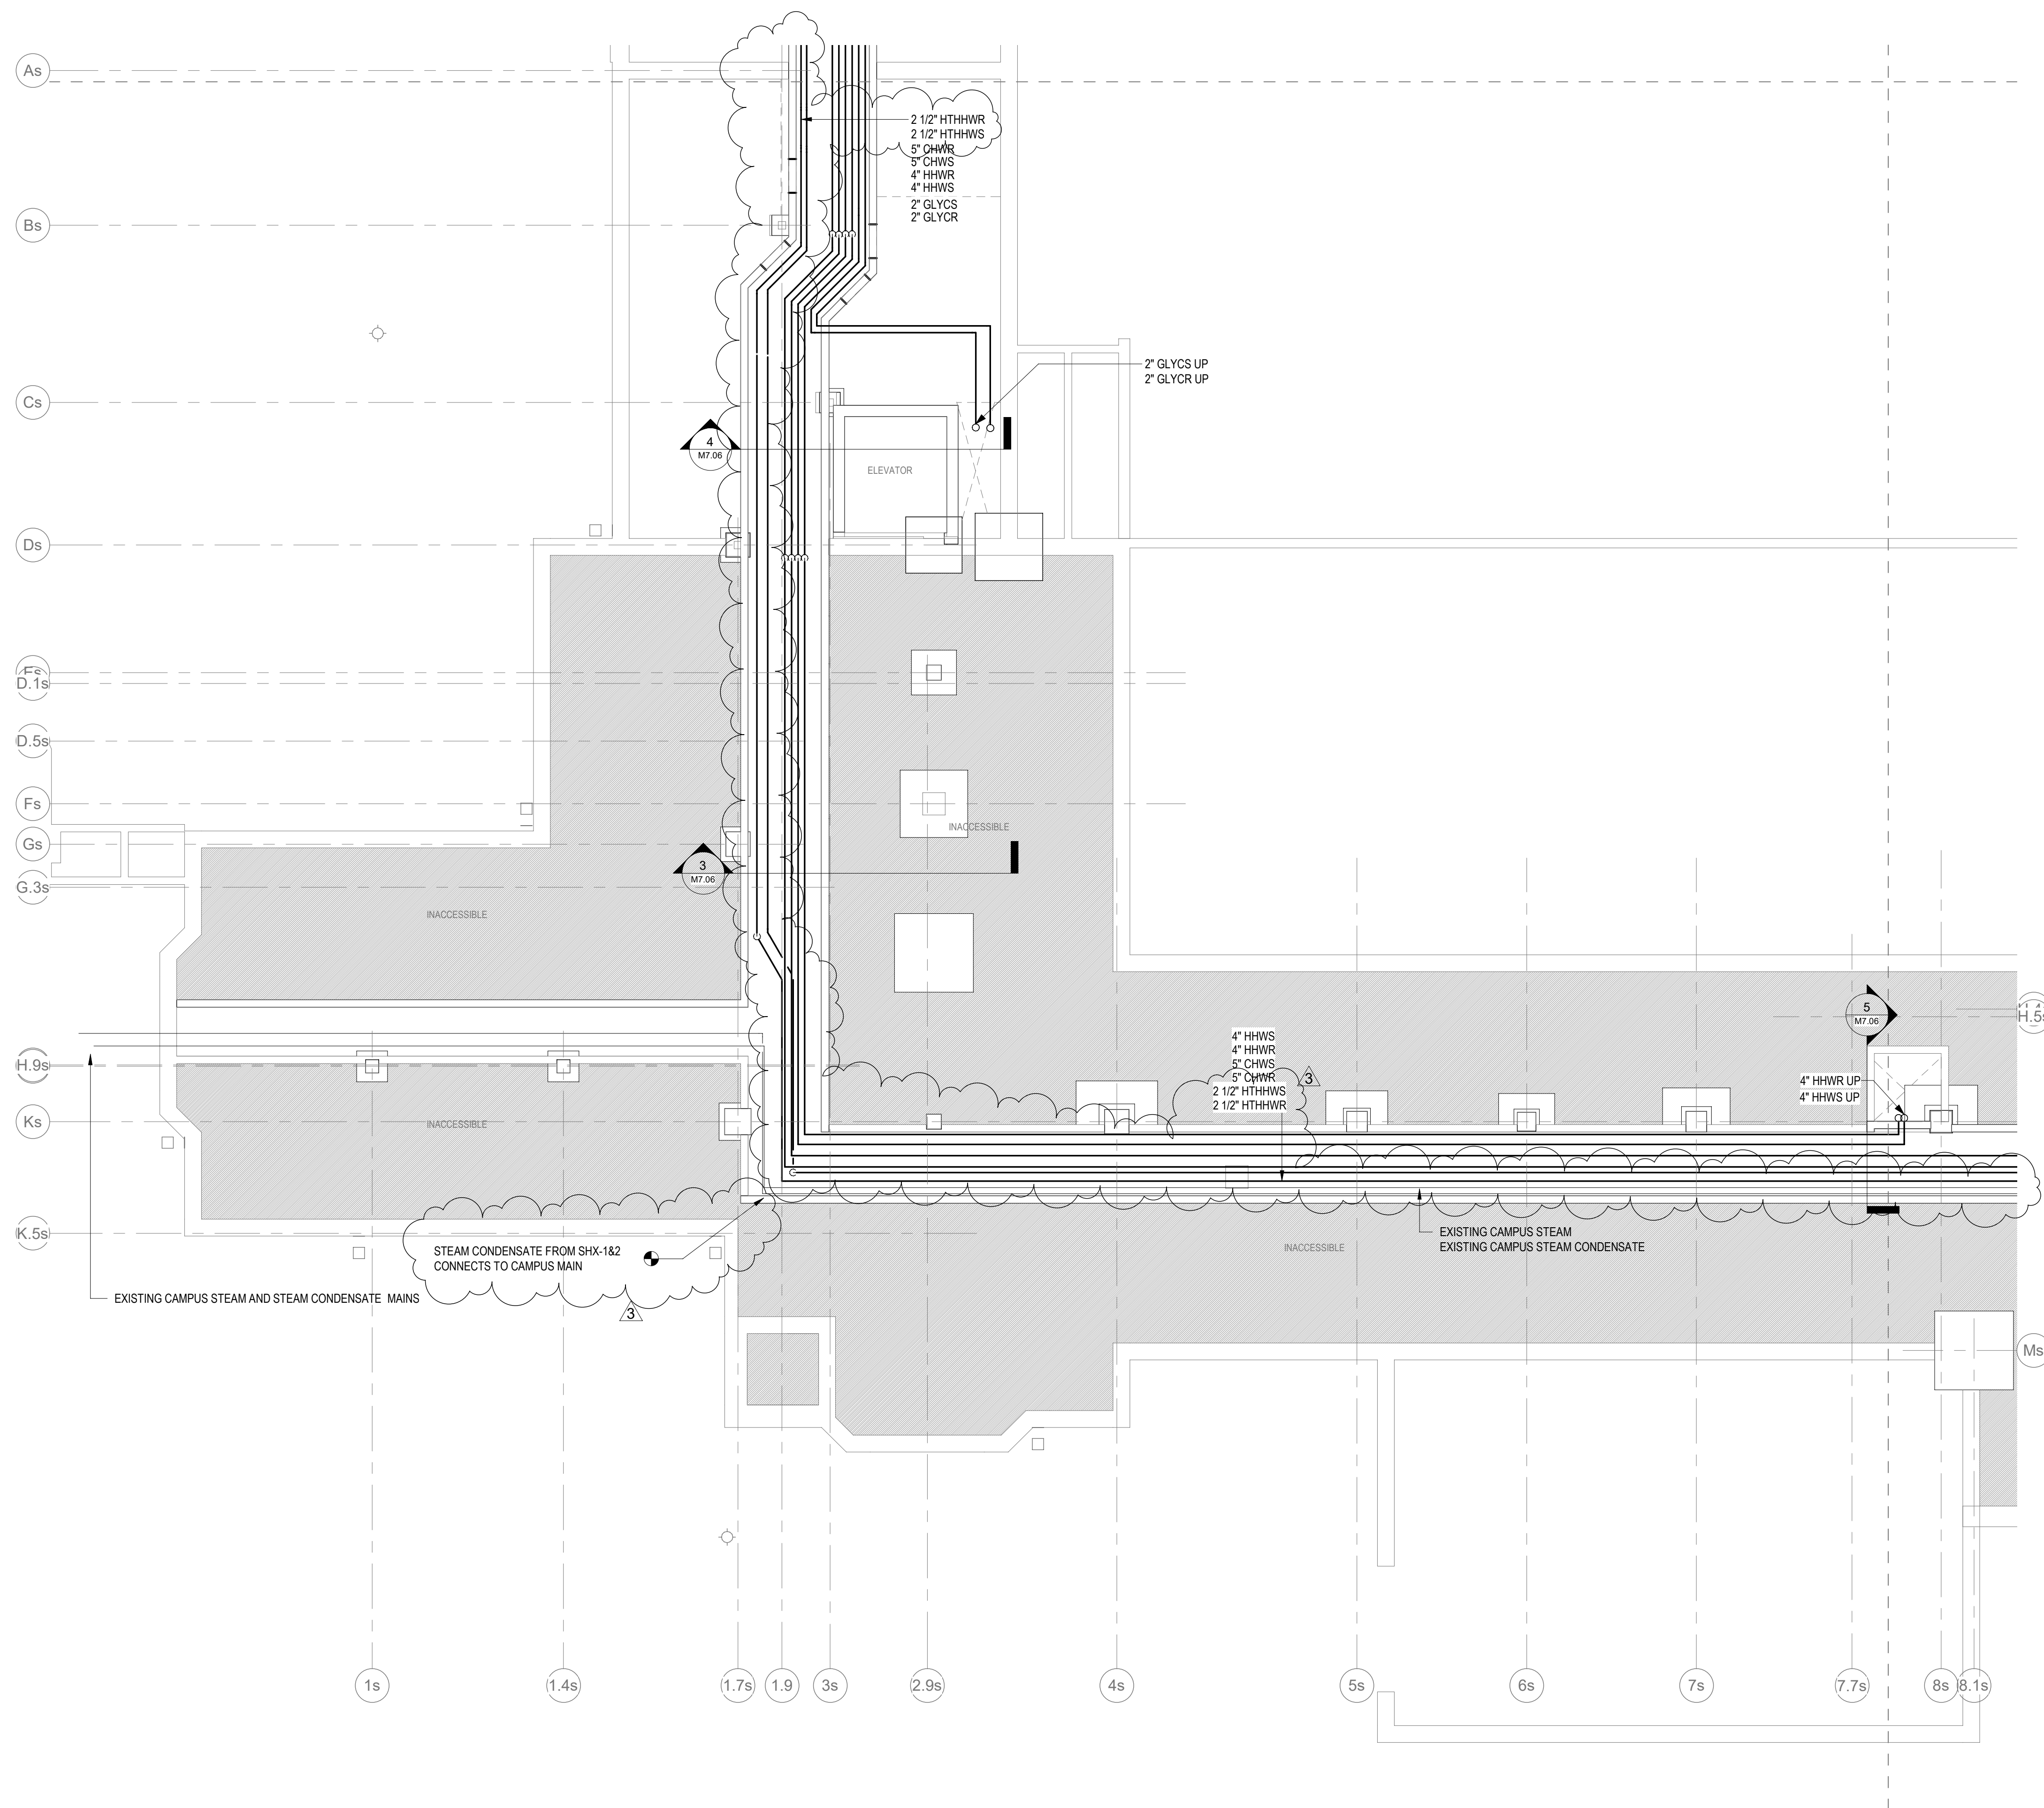 As
2 1/2" HTHHWR
2 1/2" HTHHWS
5" CHWR
5" CHWS
4" HHWR
4" HHWS
2" GLYCS
2" GLYCR
Bs
2" GLYCS UP
2" GLYCR UP
Cs
4
M7.06
ELEVATOR
Ds
D.1s
D.5s
Fs
INACCESSIBLE
Gs
3
M7.06
G.3s
INACCESSIBLE
5
M7.06
H.5s
4" HHWS
4" HHWR
5" CHWS
5" CHWR
2 1/2" HTHHWS
2 1/2" HTHHWR
3
H.9s
4" HHWR UP
4" HHWS UP
Ks
INACCESSIBLE
K.5s
EXISTING CAMPUS STEAM
EXISTING CAMPUS STEAM CONDENSATE
INACCESSIBLE
STEAM CONDENSATE FROM SHX-1&2
CONNECTS TO CAMPUS MAIN
EXISTING CAMPUS STEAM AND STEAM CONDENSATE MAINS
3
Ms
1s
1.4s
1.7s
1.9
3s
2.9s
4s
5s
6s
7s
7.7s
8s
8.1s